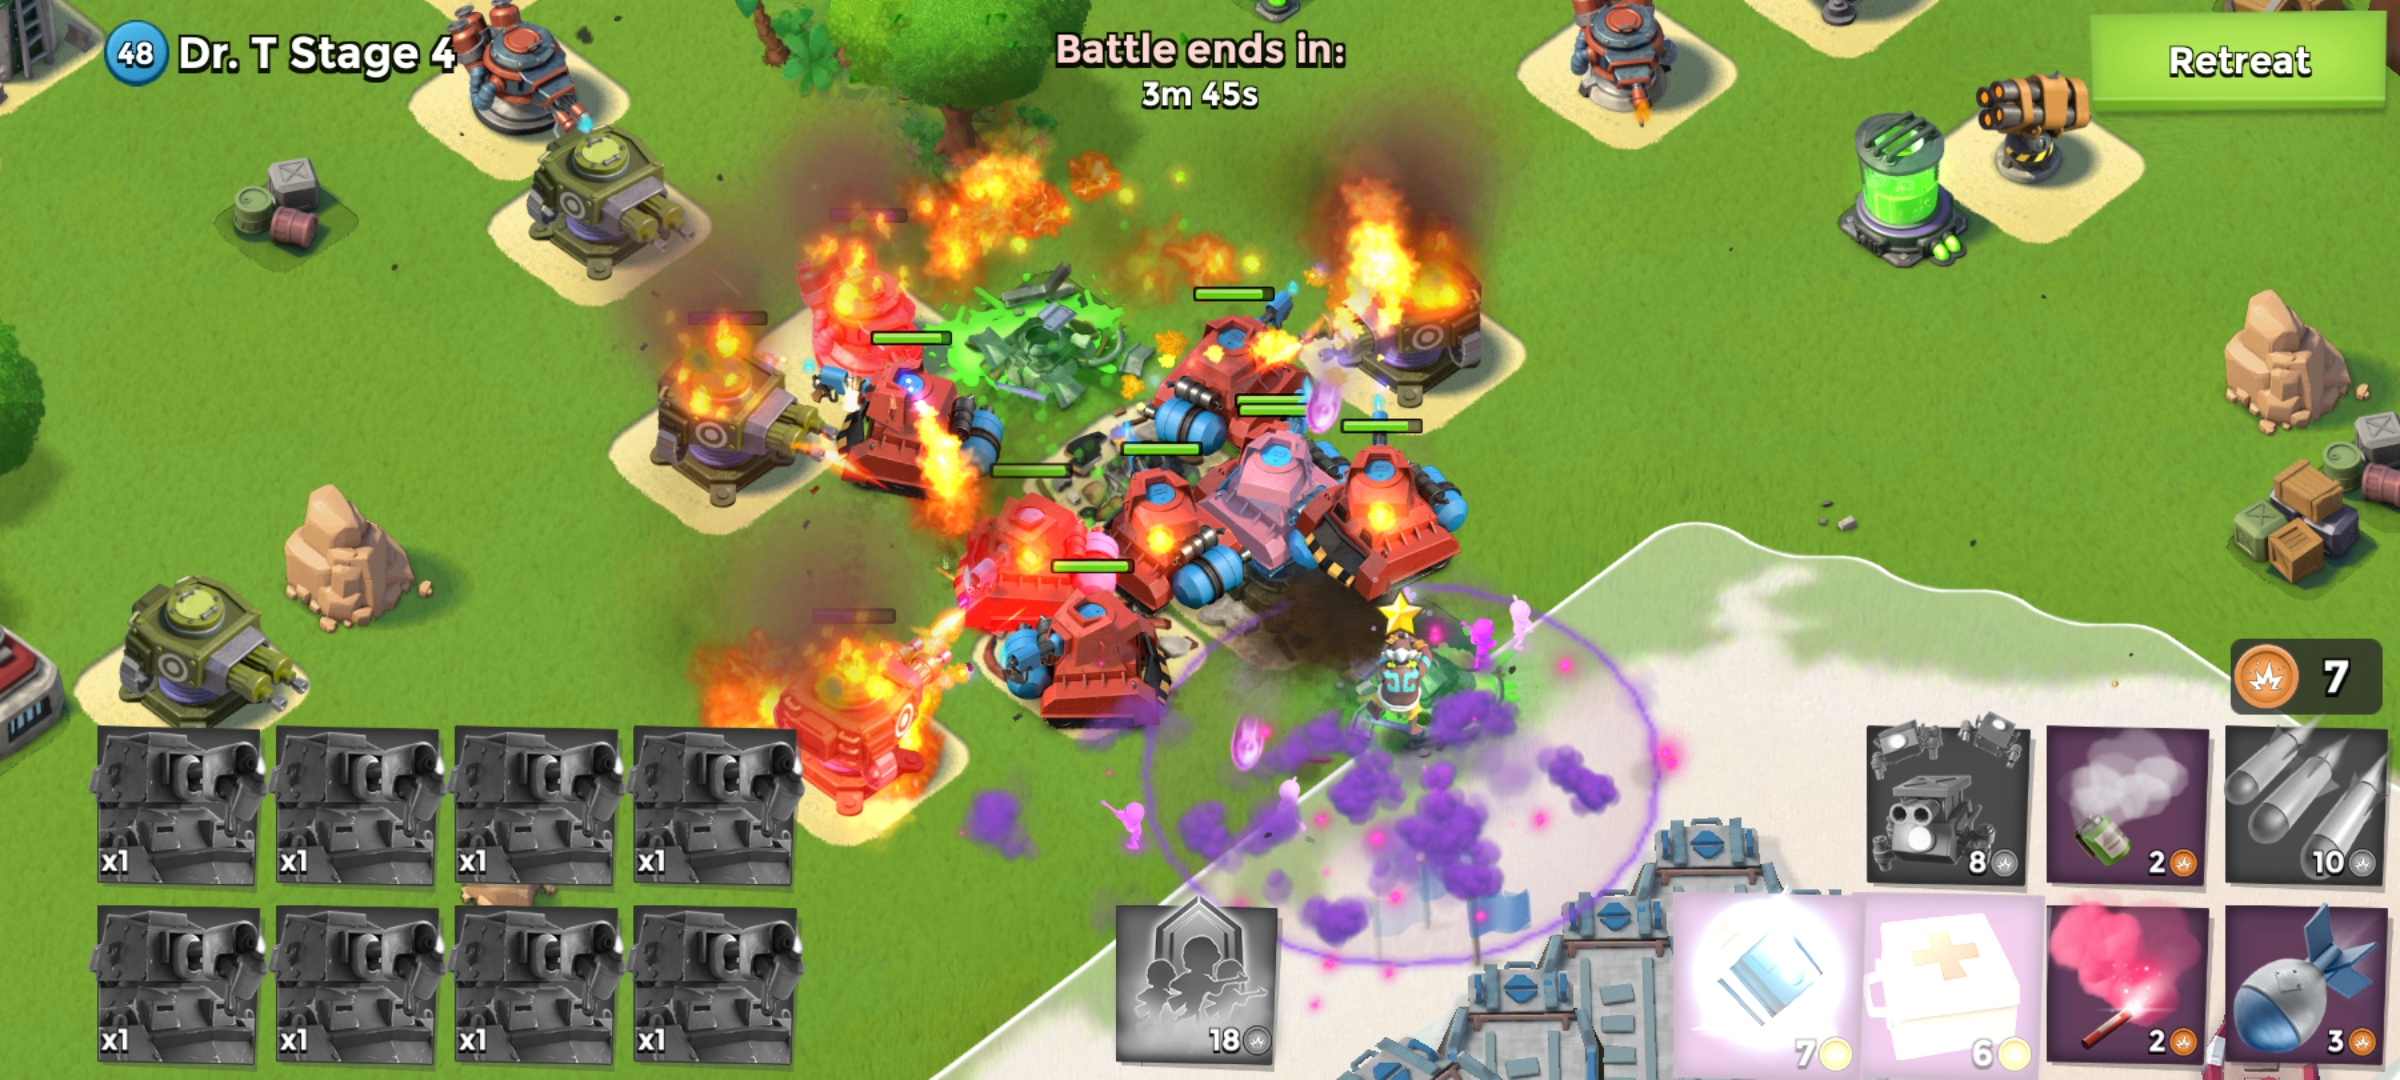 48 Dr. T Stage 4
Battle ends in:
3m 45s
Retreat
7
x1 x1 x1 x1
8 2 10
x1 x1 x1 x1
18 7 6 2 3